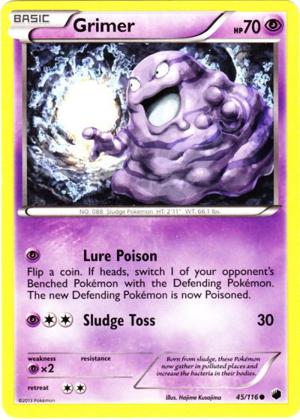 BASIC
Grimer
HP70
NO. 088 Sludge Pokémon HT: 2'11" WT: 66.1 lbs.
Lure Poison
Flip a coin. If heads, switch 1 of your opponent's
Benched Pokémon with the Defending Pokémon.
The new Defending Pokémon is now Poisoned.
Sludge Toss 30
weakness resistance
×2
retreat
Born from sludge, these Pokémon
now gather in polluted places and
increase the bacteria in their bodies.
©2013 Pokémon
illus. Hajime Kusajima
45/116